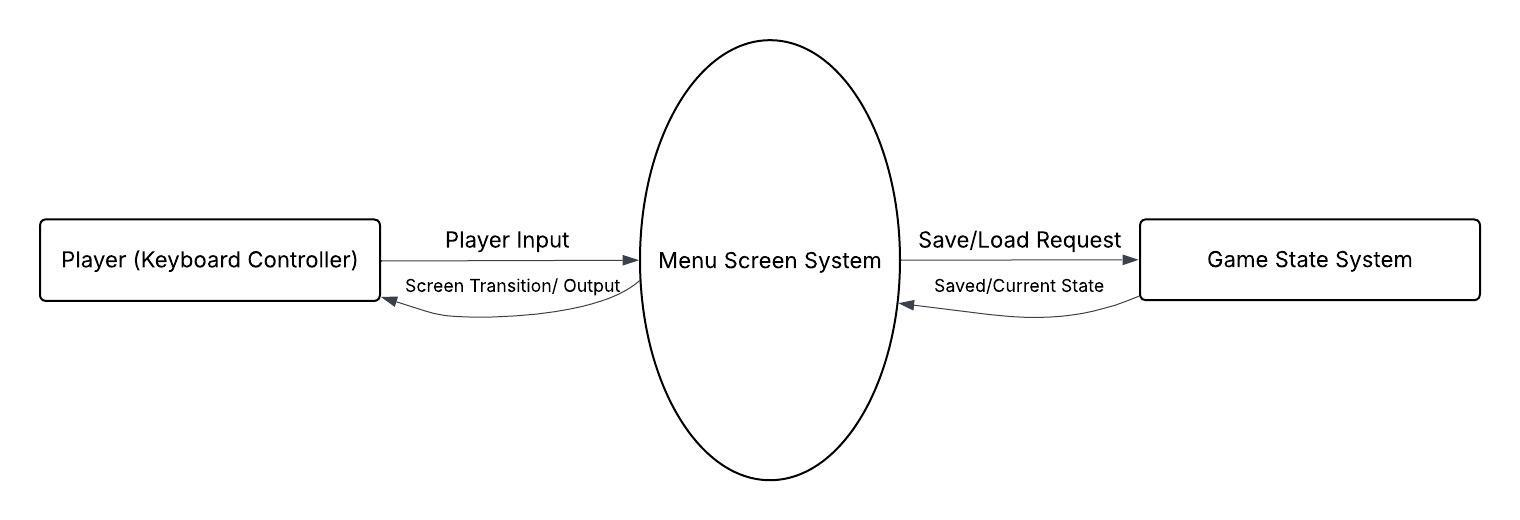 Player (Keyboard Controller)
Player Input
Screen Transition/ Output
Menu Screen System
Save/Load Request
Saved/Current State
Game State System